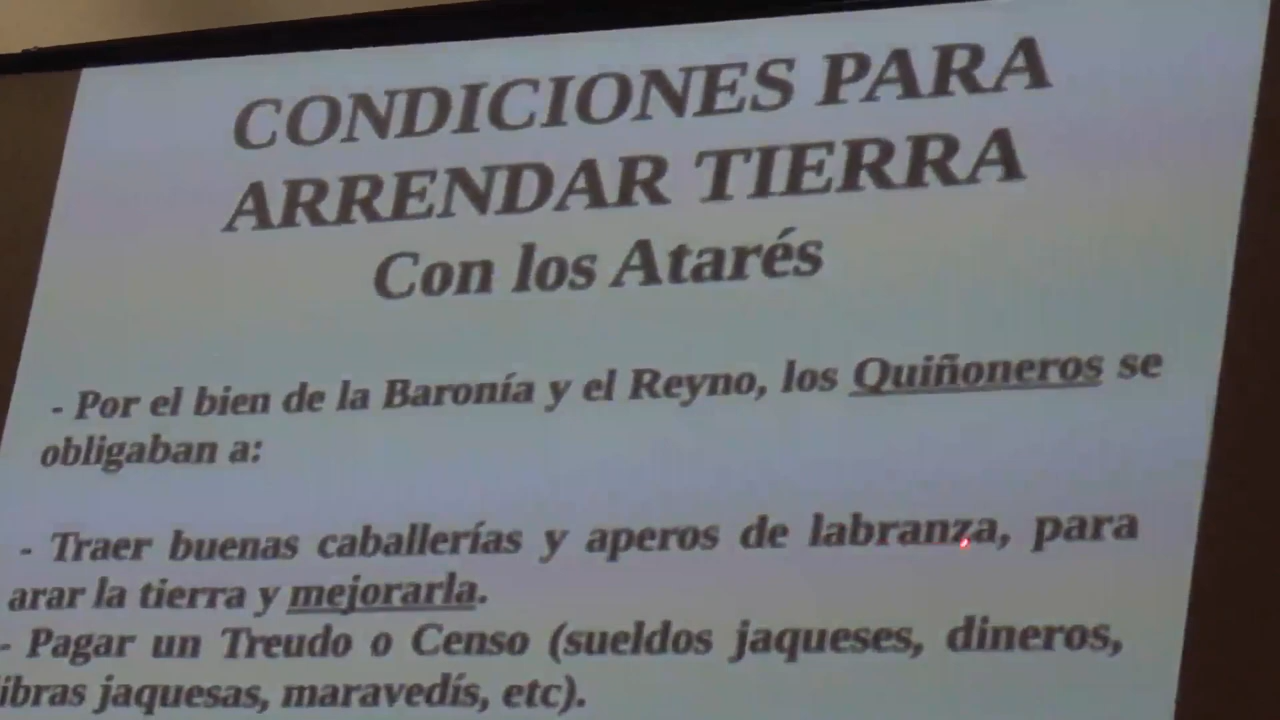 CONDICIONES PARA
ARRENDAR TIERRA
Con los Atarés
- Por el bien de la Baronía y el Reyno, los Quiñoneros se
obligaban a:
- Traer buenas caballerías y aperos de labranza, para
arar la tierra y mejorarla.
- Pagar un Treudo o Censo (sueldos jaqueses, dineros,
ibras jaquesas, maravedís, etc).